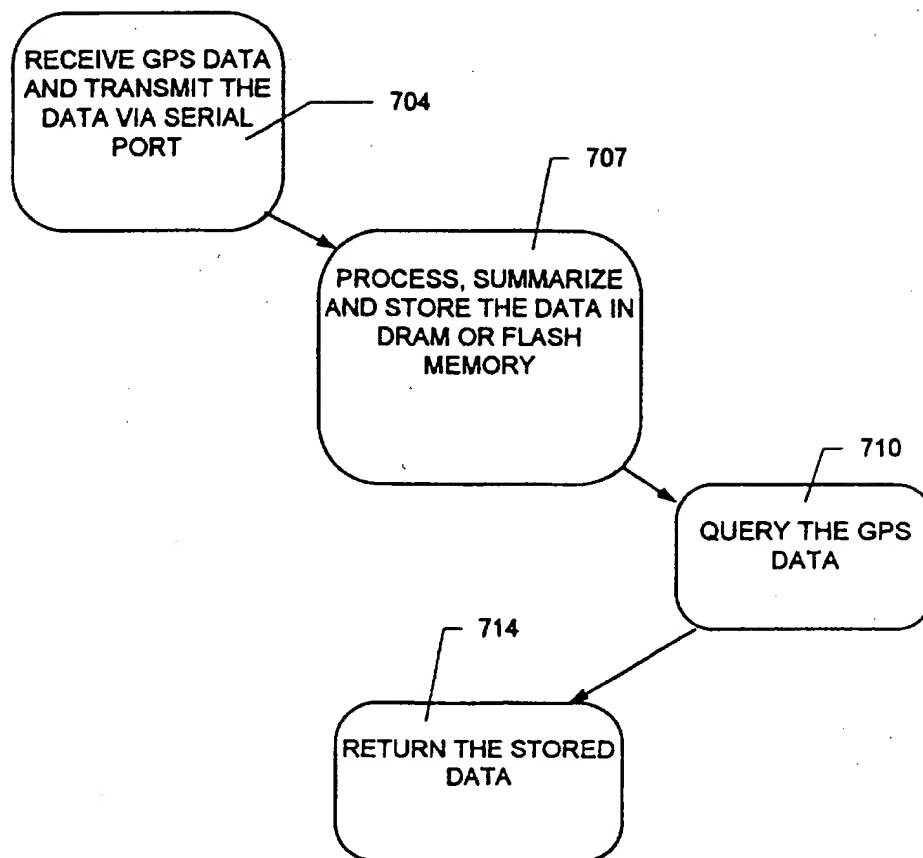 RECEIVE GPS DATA
AND TRANSMIT THE
DATA VIA SERIAL
PORT
704
707
PROCESS, SUMMARIZE
AND STORE THE DATA IN
DRAM OR FLASH
MEMORY
710
QUERY THE GPS
DATA
714
RETURN THE STORED
DATA